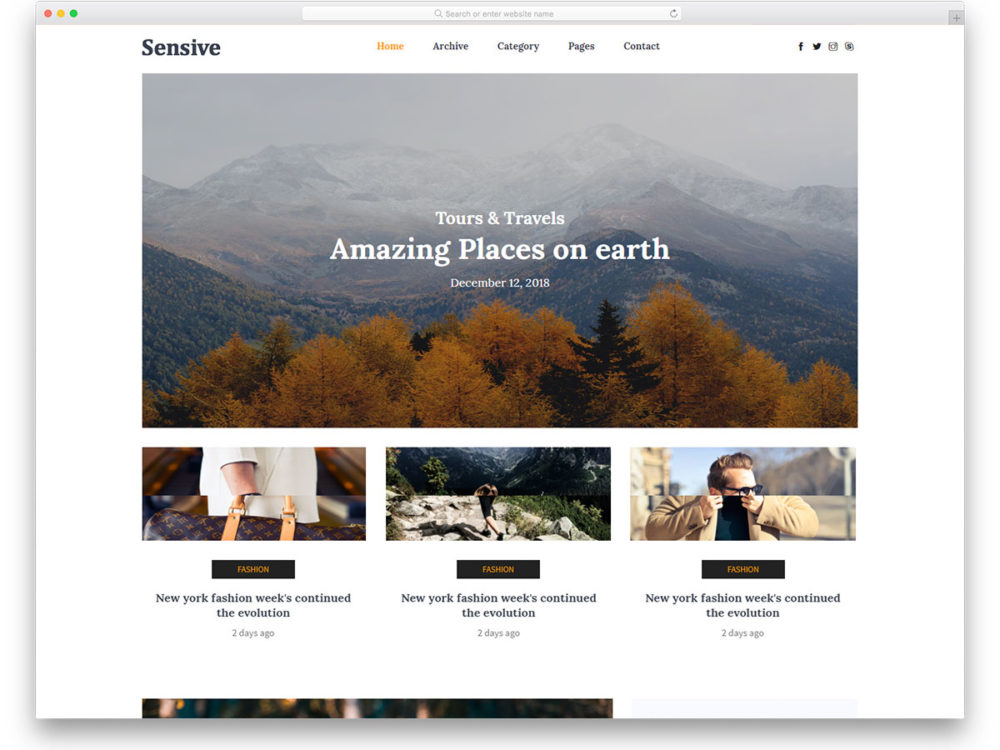 Search or enter website name
Sensive
Home Archive Category Pages Contact
Tours & Travels
Amazing Places on earth
December 12, 2018
FASHION
New york fashion week's continued
the evolution
2 days ago
FASHION
New york fashion week's continued
the evolution
2 days ago
FASHION
New york fashion week's continued
the evolution
2 days ago